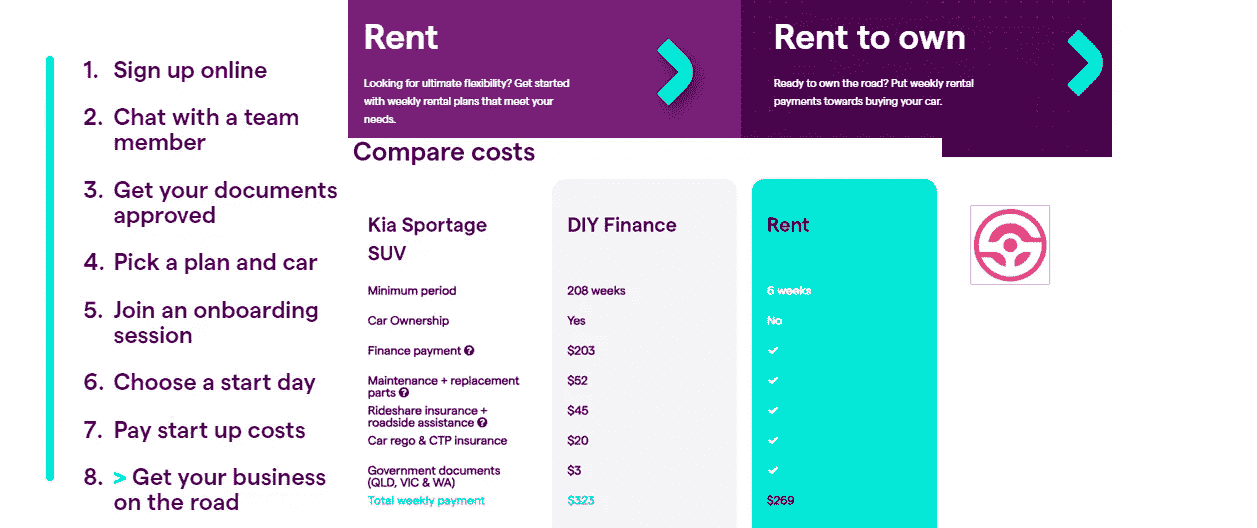 1. Sign up online
2. Chat with a team
member
3. Get your documents
approved
4. Pick a plan and car
5. Join an onboarding
session
6. Choose a start day
7. Pay start up costs
8. > Get your business
on the road
Rent
Looking for ultimate flexibility? Get started
with weekly rental plans that meet your
needs.
Rent to own
Ready to own the road? Put weekly rental
payments towards buying your car.
Compare costs
Kia Sportage
SUV
DIY Finance
Rent
Minimum period
208 weeks
6 weeks
Car Ownership
Yes
No
Finance payment ?
$203
✓
Maintenance + replacement
parts ?
$52
✓
Rideshare insurance +
roadside assistance ?
$45
✓
Car rego & CTP insurance
$20
✓
Government documents
(QLD, VIC & WA)
$3
✓
Total weekly payment
$323
$269